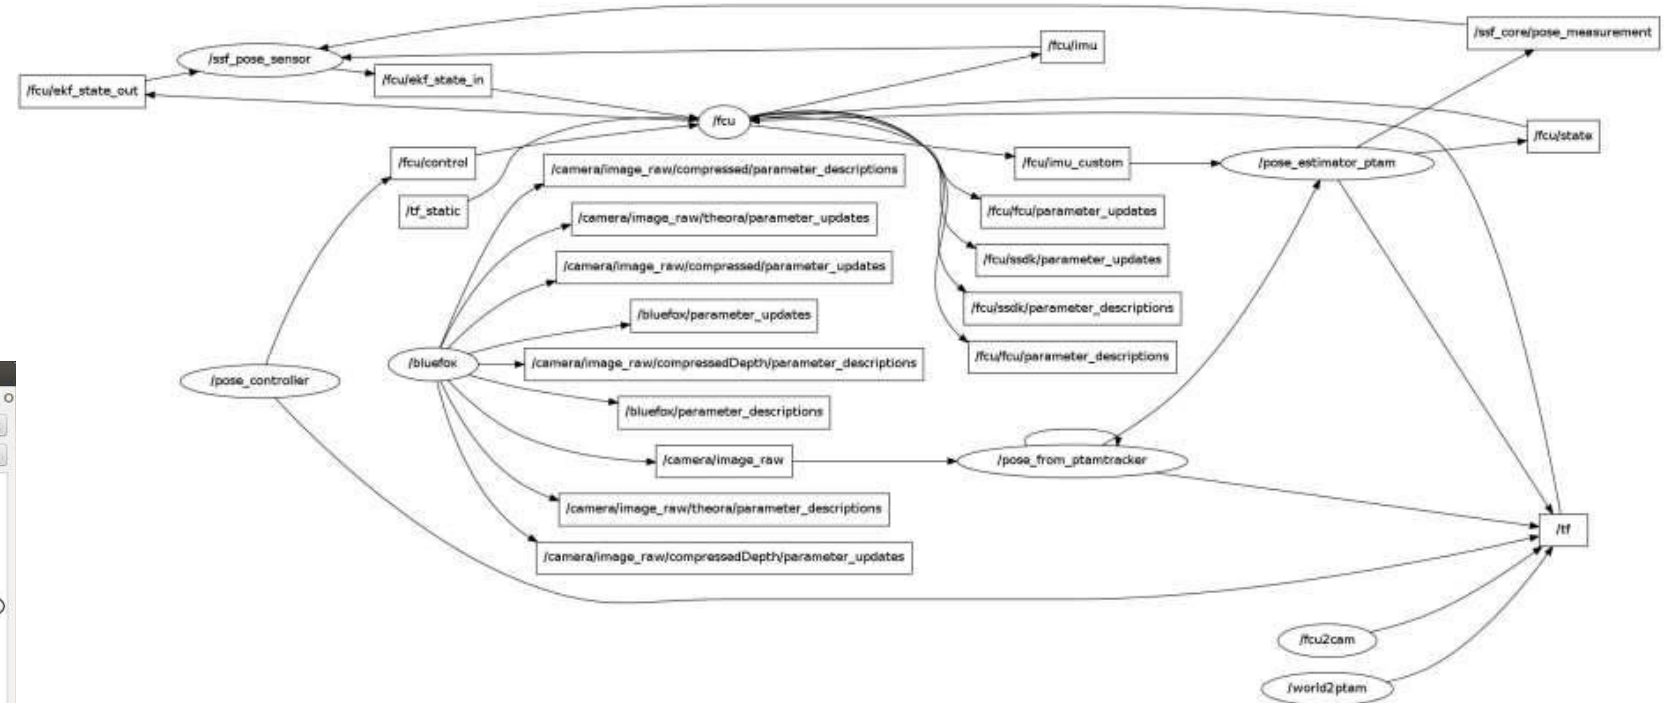 /ssf_core/pose_measurement
/fcu/imu
/ssf_pose_sensor
/fcu/ekf_state_in
/fcu/ekf_state_out
/fcu
/fcu/state
/fcu/control
/fcu/imu_custom
/pose_estimator_ptam
/camera/image_raw/compressed/parameter_descriptions
/tf_static
/fcu/fcu/parameter_updates
/camera/image_raw/theora/parameter_updates
/fcu/ssdk/parameter_updates
/camera/image_raw/compressed/parameter_updates
/fcu/ssdk/parameter_descriptions
/bluefox/parameter_updates
/fcu/fcu/parameter_descriptions
/bluefox
/camera/image_raw/compressedDepth/parameter_descriptions
/pose_controller
/bluefox/parameter_descriptions
/camera/image_raw
/pose_from_ptamtracker
/camera/image_raw/theora/parameter_descriptions
/tf
/camera/image_raw/compressedDepth/parameter_updates
/fcu2cam
/world2ptam